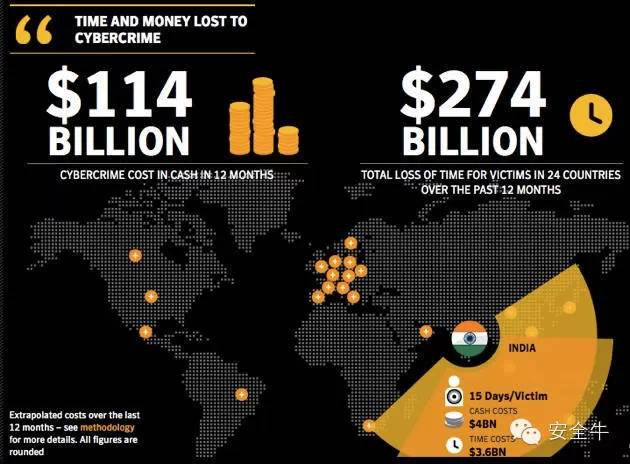 TIME AND MONEY LOST TO
CYBERCRIME
$114
BILLION
CYBERCRIME COST IN CASH IN 12 MONTHS
$274
BILLION
TOTAL LOSS OF TIME FOR VICTIMS IN 24 COUNTRIES
OVER THE PAST 12 MONTHS
INDIA
15 Days/Victim
CASH COSTS
$4BN
TIME COSTS
$3.6BN
Extrapolated costs over the last
12 months – see methodology
for more details. All figures are
rounded
安全牛